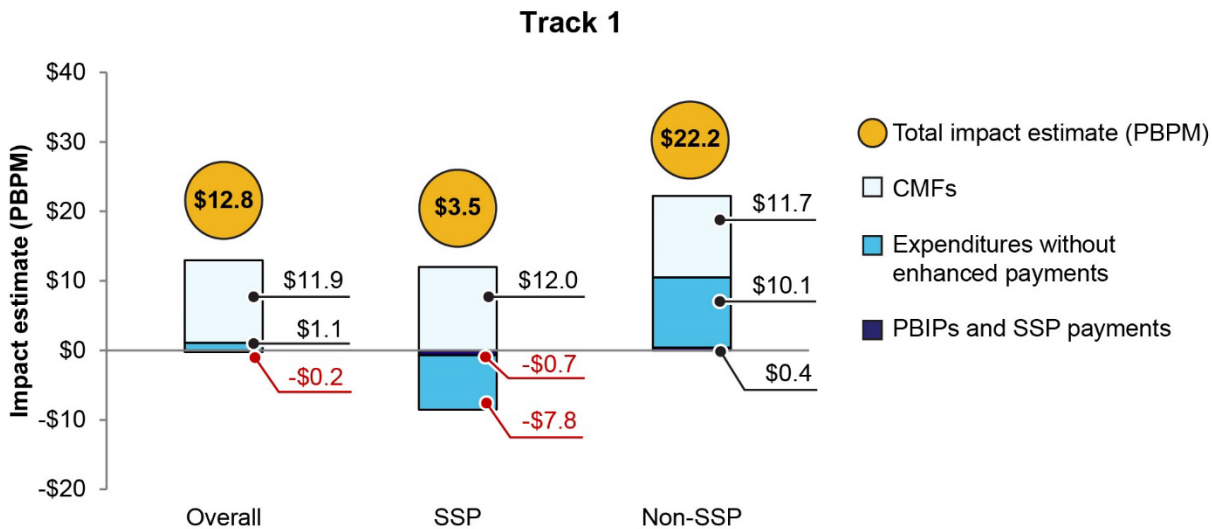 Track 1
Impact estimate (PBPM)
$40
$30
$20
$10
$0
-$10
-$20
$12.8
$11.9
$1.1
-$0.2
Overall
$3.5
$12.0
-$0.7
-$7.8
SSP
$22.2
$11.7
$10.1
$0.4
Non-SSP
Total impact estimate (PBPM)
CMFs
Expenditures without
enhanced payments
PBIPs and SSP payments